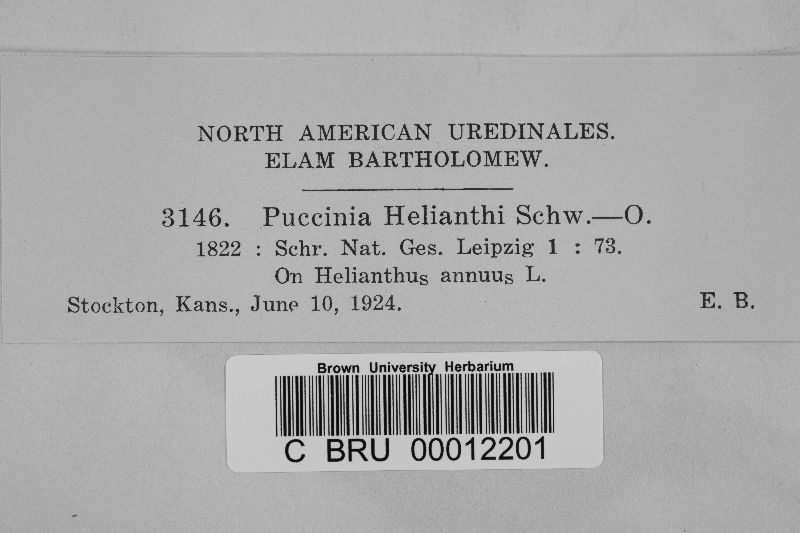 NORTH AMERICAN UREDINALES.
ELAM BARTHOLOMEW.
3146. Puccinia Helianthi Schw.—O.
1822 : Schr. Nat. Ges. Leipzig 1 : 73.
On Helianthus annuus L.
Stockton, Kans., June 10, 1924. E. B.
Brown University Herbarium
C BRU 00012201